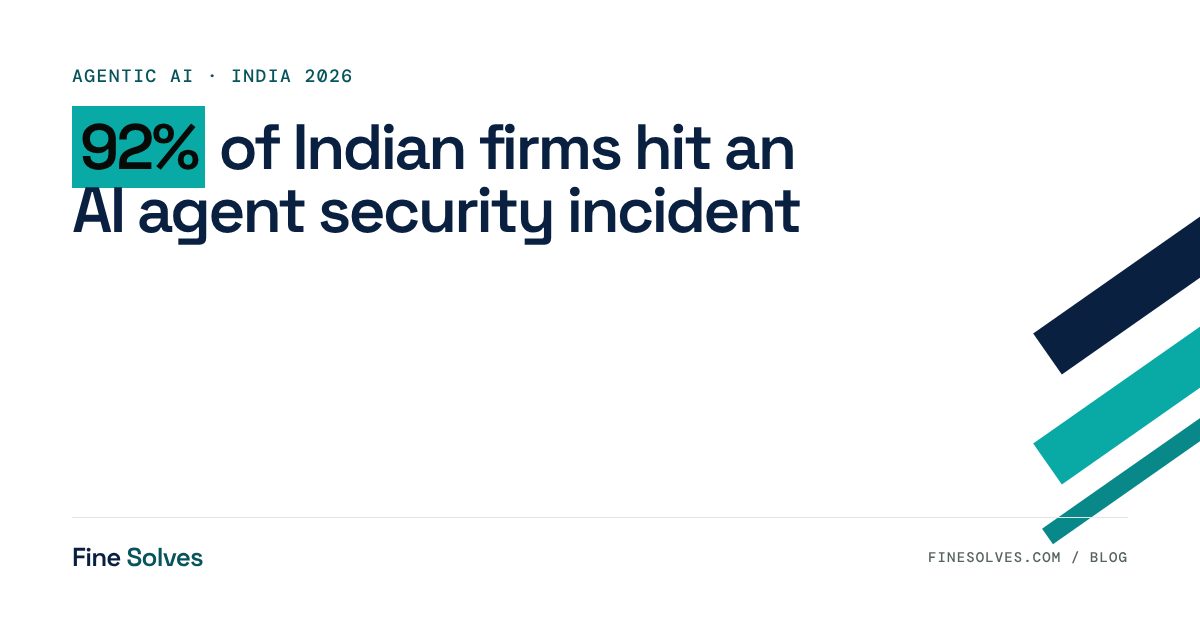 AGENTIC AI · INDIA 2026
92% of Indian firms hit an
AI agent security incident
Fine Solves
FINESOLVES.COM / BLOG